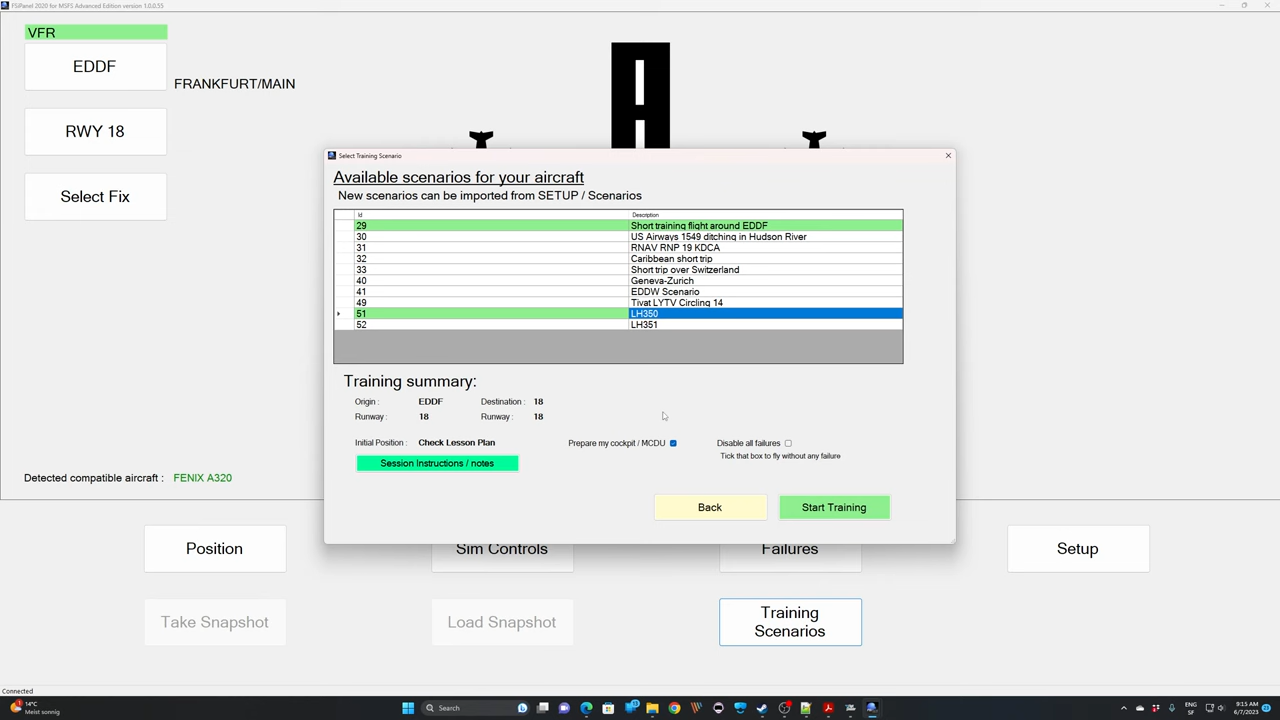 FSiPanel 2020 for MSFS Advanced Edition version 1.0.0.55
VFR
EDDF
FRANKFURT/MAIN
RWY 18
Select Fix
Select Training Scenario
Available scenarios for your aircraft
New scenarios can be imported from SETUP / Scenarios
Id Description
29 Short training flight around EDDF
30 US Airways 1549 ditching in Hudson River
31 RNAV RNP 19 KDCA
32 Caribbean short trip
33 Short trip over Switzerland
40 Geneva-Zurich
41 EDDW Scenario
49 Tivat LYTV Circling 14
51 LH350
52 LH351
Training summary:
Origin : EDDF Destination : 18
Runway : 18 Runway : 18
Initial Position : Check Lesson Plan Prepare my cockpit / MCDU Disable all failures
Tick that box to fly without any failure
Session Instructions / notes
Detected compatible aircraft : FENIX A320
Back Start Training
Position Sim Controls Failures Setup
Take Snapshot Load Snapshot Training
Scenarios
Connected
14°C
Meist sonnig
Search
ENG
SF
9:15 AM
6/7/2023